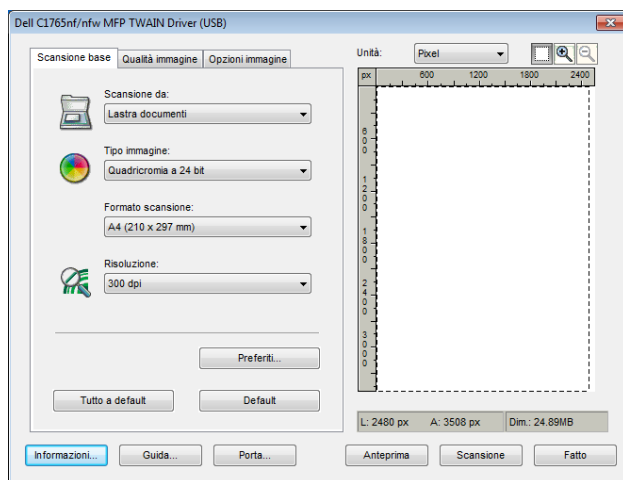 Dell C1765nf/nfw MFP TWAIN Driver (USB)
Scansione base Qualità immagine Opzioni immagine
Unità: Pixel
px 600 1200 1800 2400
Scansione da:
Lastra documenti
Tipo immagine:
Quadricromia a 24 bit
Formato scansione:
A4 (210 x 297 mm)
Risoluzione:
300 dpi
600
1200
1800
2400
3000
Preferiti...
Tutto a default Default
L: 2480 px A: 3508 px Dim.: 24.89MB
Informazioni... Guida... Porta... Anteprima Scansione Fatto